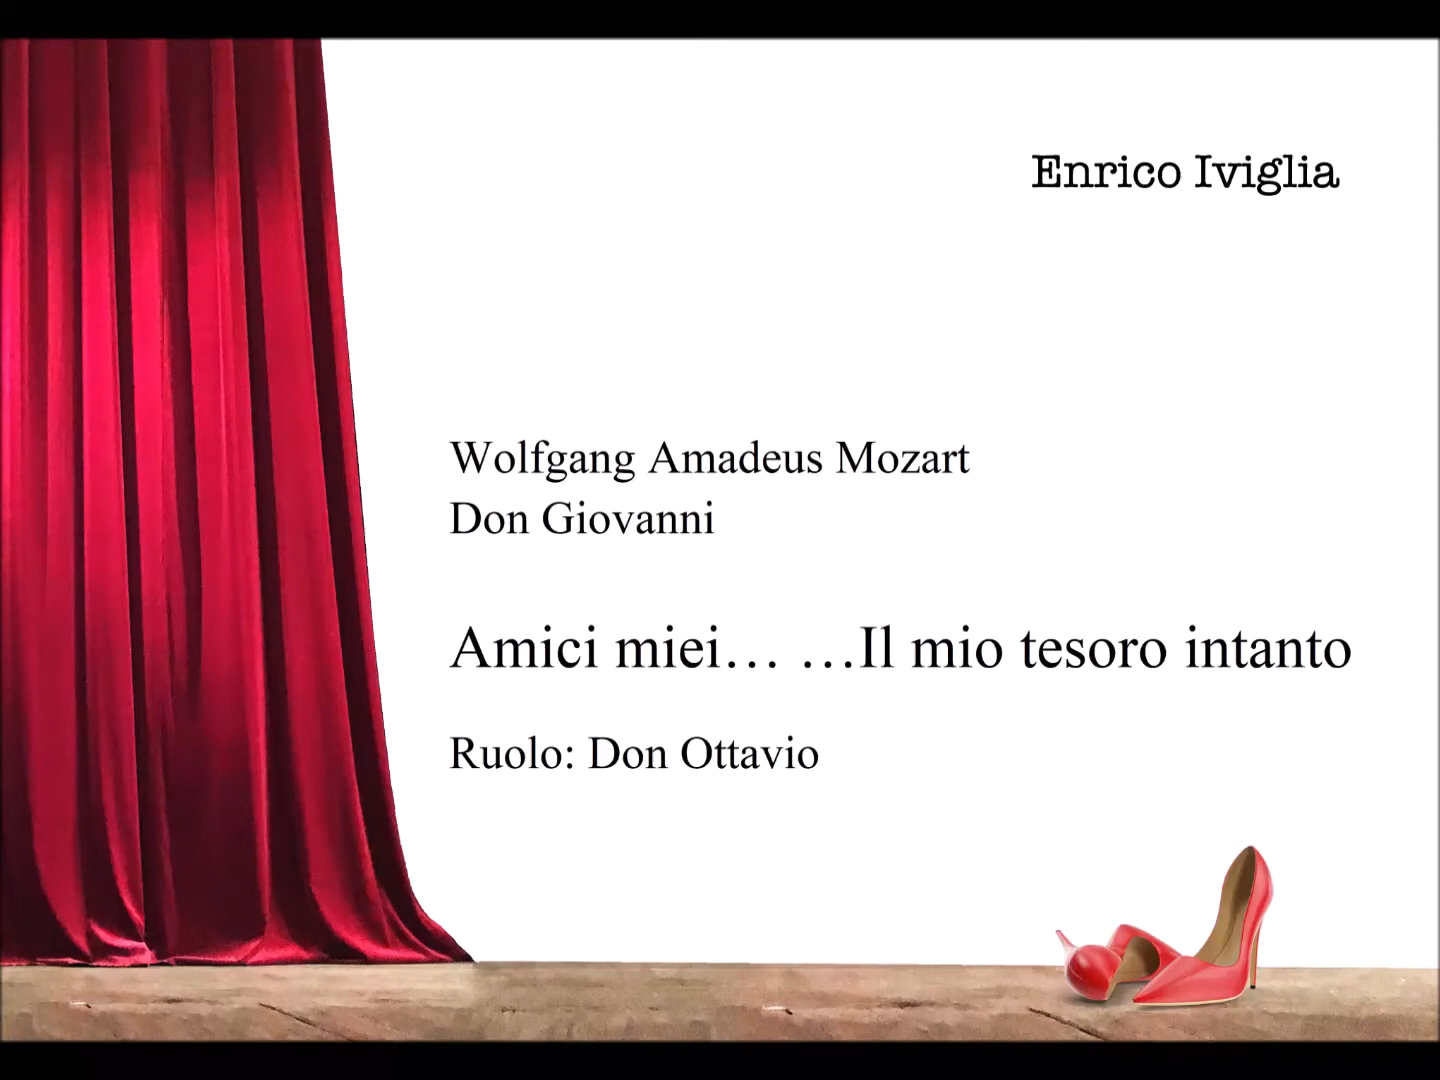 Enrico Iviglia
Wolfgang Amadeus Mozart
Don Giovanni
Amici miei… …Il mio tesoro intanto
Ruolo: Don Ottavio